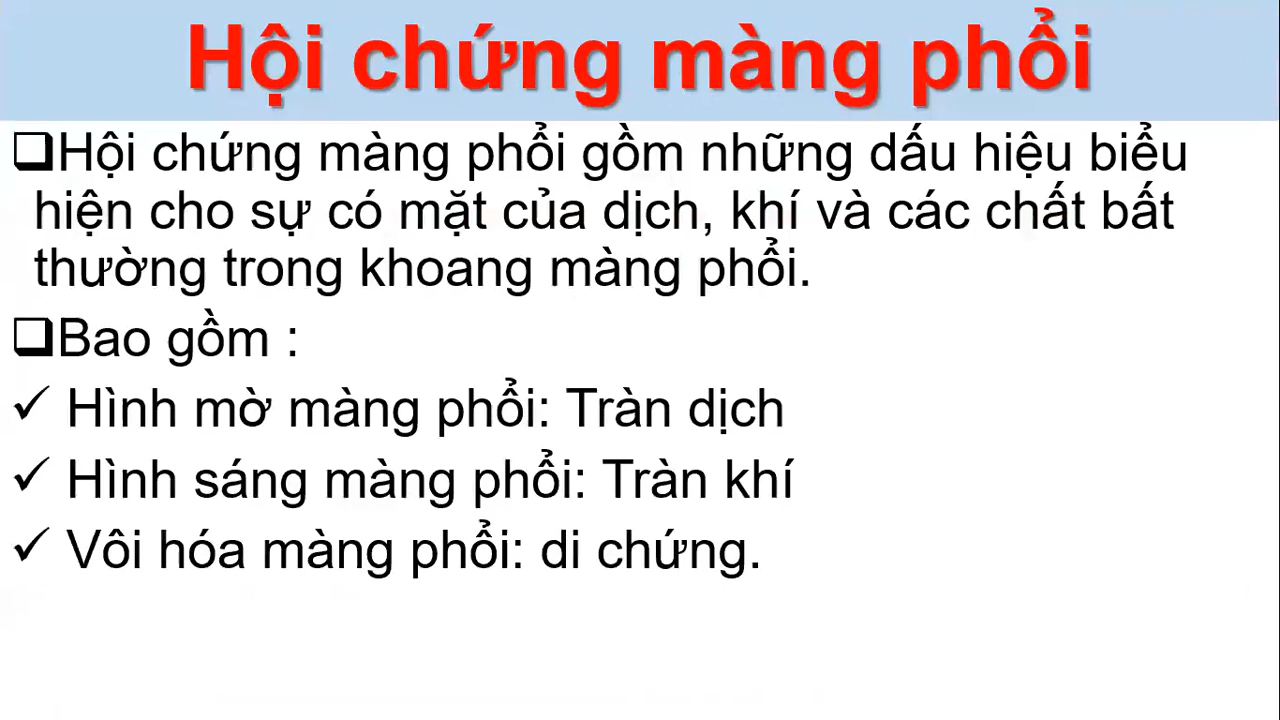 Hội chứng màng phổi
❑Hội chứng màng phổi gồm những dấu hiệu biểu
hiện cho sự có mặt của dịch, khí và các chất bất
thường trong khoang màng phổi.
❑Bao gồm :
✓ Hình mờ màng phổi: Tràn dịch
✓ Hình sáng màng phổi: Tràn khí
✓ Vôi hóa màng phổi: di chứng.